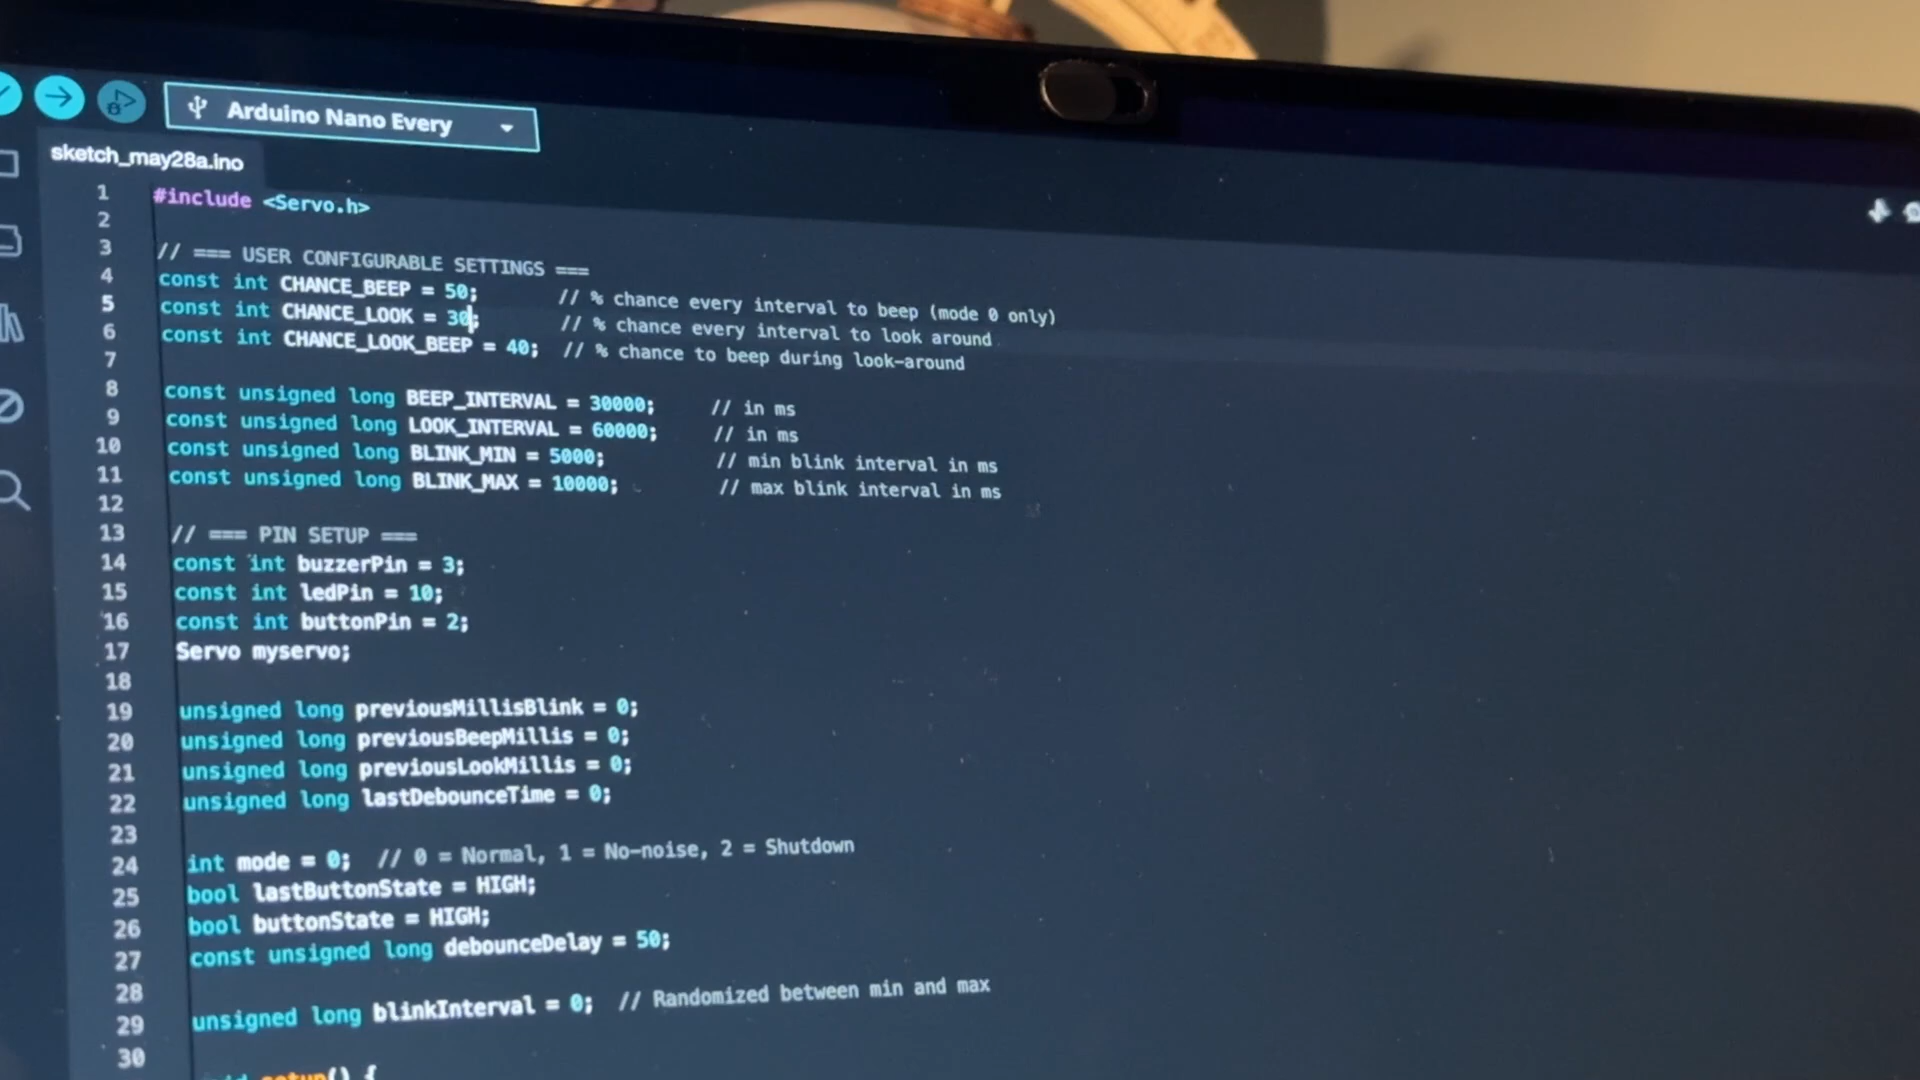 Arduino Nano Every
sketch_may28a.ino
1 #include <Servo.h>
2
3 // === USER CONFIGURABLE SETTINGS ===
4 const int CHANCE_BEEP = 50; // % chance every interval to beep (mode 0 only)
5 const int CHANCE_LOOK = 30; // % chance every interval to look around
6 const int CHANCE_LOOK_BEEP = 40; // % chance to beep during look-around
7
8 const unsigned long BEEP_INTERVAL = 30000; // in ms
9 const unsigned long LOOK_INTERVAL = 60000; // in ms
10 const unsigned long BLINK_MIN = 5000; // min blink interval in ms
11 const unsigned long BLINK_MAX = 10000; // max blink interval in ms
12
13 // === PIN SETUP ===
14 const int buzzerPin = 3;
15 const int ledPin = 10;
16 const int buttonPin = 2;
17 Servo myservo;
18
19 unsigned long previousMillisBlink = 0;
20 unsigned long previousBeepMillis = 0;
21 unsigned long previousLookMillis = 0;
22 unsigned long lastDebounceTime = 0;
23
24 int mode = 0; // 0 = Normal, 1 = No-noise, 2 = Shutdown
25 bool lastButtonState = HIGH;
26 bool buttonState = HIGH;
27 const unsigned long debounceDelay = 50;
28
29 unsigned long blinkInterval = 0; // Randomized between min and max
30
setup() {